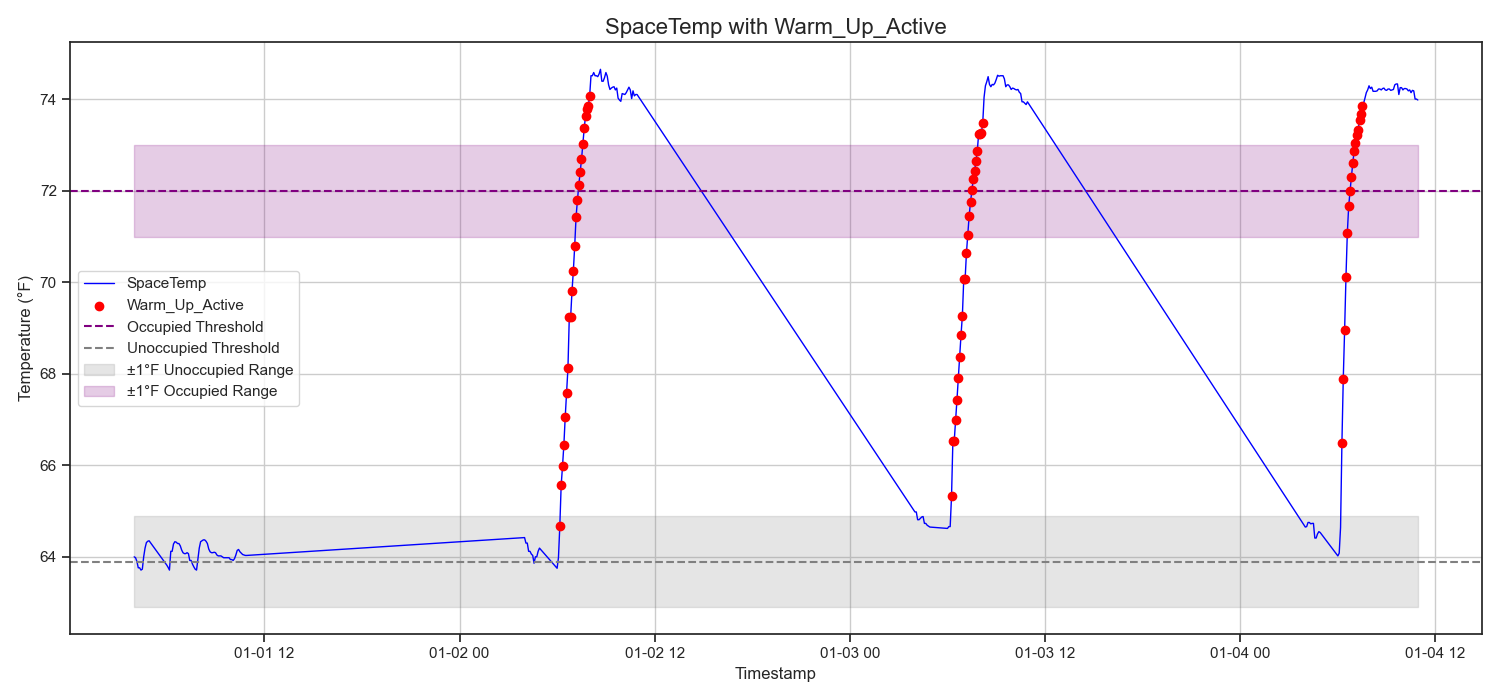 SpaceTemp with Warm_Up_Active
Temperature (°F)
74
72
70
68
66
64
SpaceTemp
Warm_Up_Active
Occupied Threshold
Unoccupied Threshold
±1°F Unoccupied Range
±1°F Occupied Range
01-01 12
01-02 00
01-02 12
01-03 00
01-03 12
01-04 00
01-04 12
Timestamp